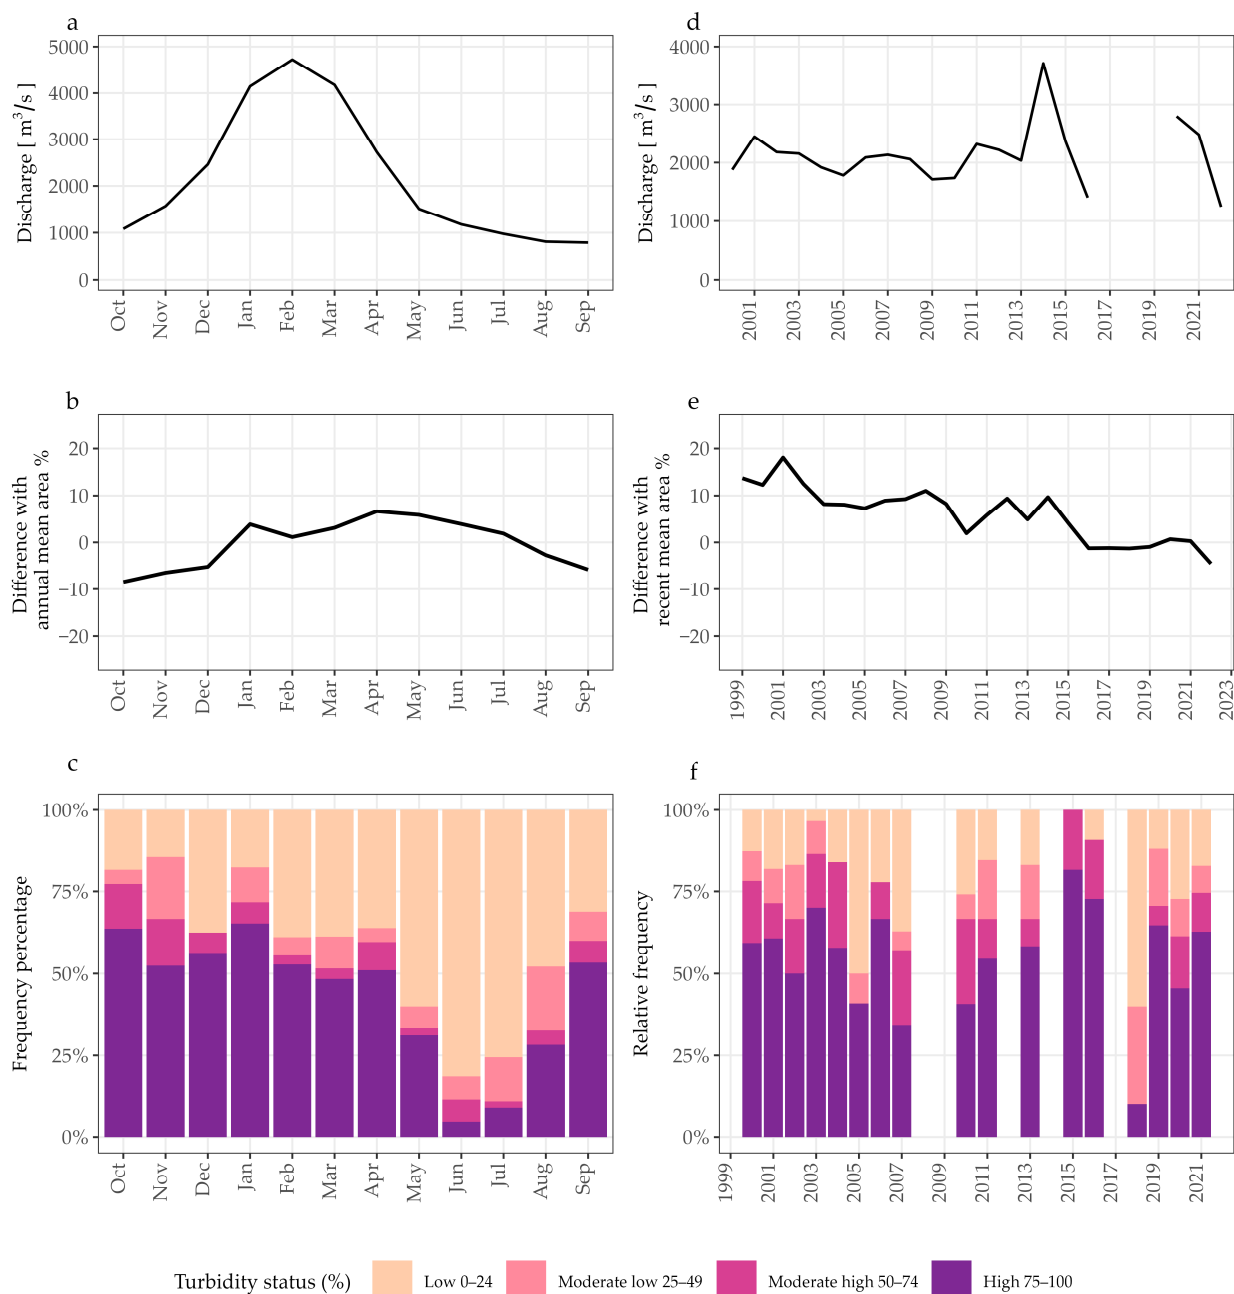 a
Discharge [ m³/s ]
5000
4000
3000
2000
1000
0
Oct Nov Dec Jan Feb Mar Apr May Jun Jul Aug Sep
d
Discharge [ m³/s ]
4000
3000
2000
1000
0
2001 2003 2005 2007 2009 2011 2013 2015 2017 2019 2021
b
Difference with
annual mean area %
20
10
0
−10
−20
Oct Nov Dec Jan Feb Mar Apr May Jun Jul Aug Sep
e
Difference with
recent mean area %
20
10
0
−10
−20
1999 2001 2003 2005 2007 2009 2011 2013 2015 2017 2019 2021 2023
c
Frequency percentage
100%
75%
50%
25%
0%
Oct Nov Dec Jan Feb Mar Apr May Jun Jul Aug Sep
f
Relative frequency
100%
75%
50%
25%
0%
1999 2001 2003 2005 2007 2009 2011 2013 2015 2017 2019 2021
Turbidity status (%) Low 0–24 Moderate low 25–49 Moderate high 50–74 High 75–100